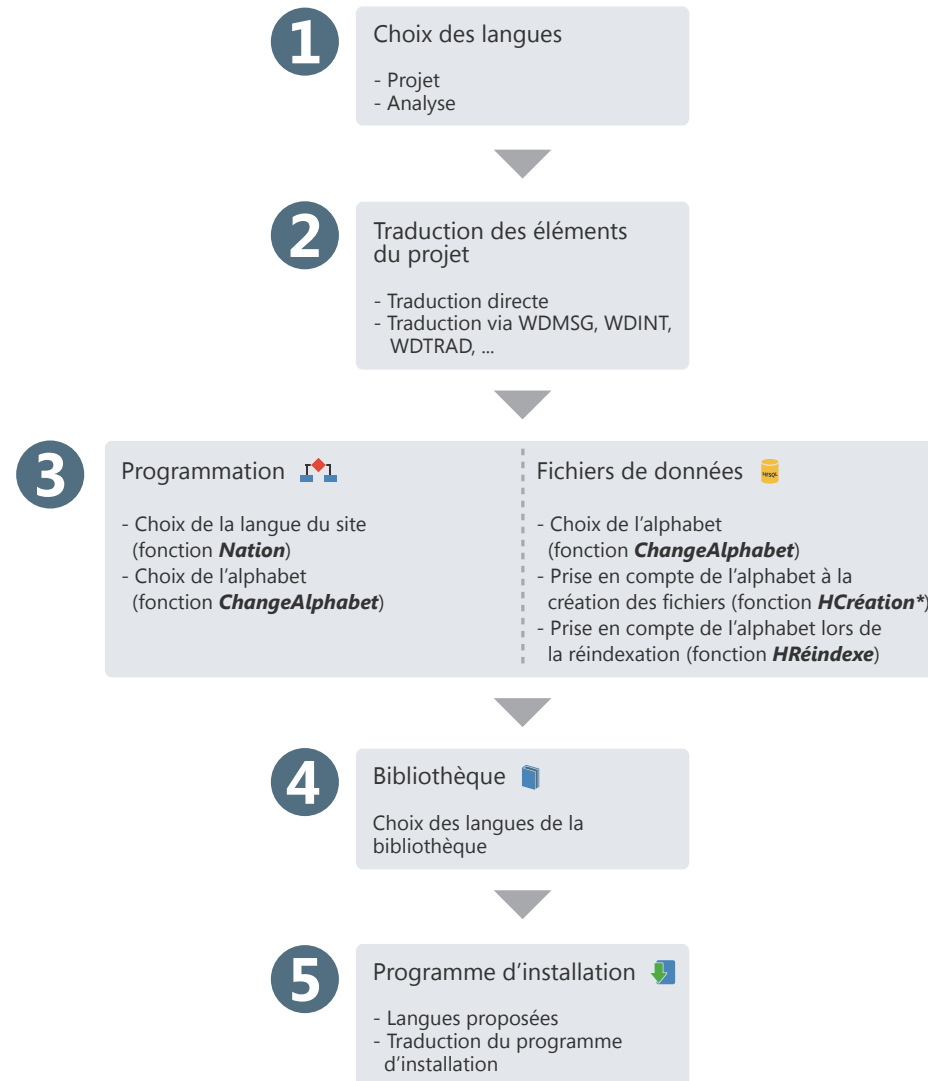 1
Choix des langues
- Projet
- Analyse
2
Traduction des éléments
du projet
- Traduction directe
- Traduction via WDMSG, WDINT,
WDTRAD, ...
3
Programmation
- Choix de la langue du site
(fonction Nation)
- Choix de l'alphabet
(fonction ChangeAlphabet)
Fichiers de données
- Choix de l'alphabet
(fonction ChangeAlphabet)
- Prise en compte de l'alphabet à la
création des fichiers (fonction HCréation*)
- Prise en compte de l'alphabet lors de
la réindexation (fonction HRéindexe)
4
Bibliothèque
Choix des langues de la
bibliothèque
5
Programme d'installation
- Langues proposées
- Traduction du programme
d'installation